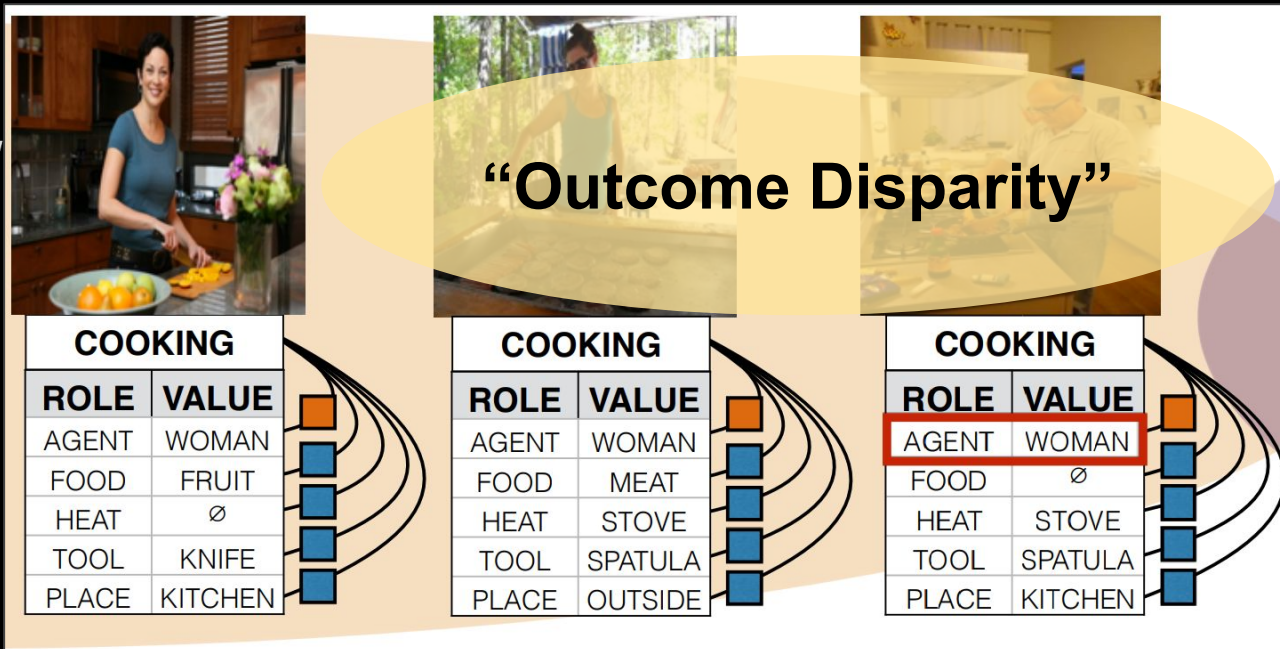 “Outcome Disparity”
COOKING
ROLE VALUE
AGENT WOMAN
FOOD FRUIT
HEAT ∅
TOOL KNIFE
PLACE KITCHEN
COOKING
ROLE VALUE
AGENT WOMAN
FOOD MEAT
HEAT STOVE
TOOL SPATULA
PLACE OUTSIDE
COOKING
ROLE VALUE
AGENT WOMAN
FOOD ∅
HEAT STOVE
TOOL SPATULA
PLACE KITCHEN